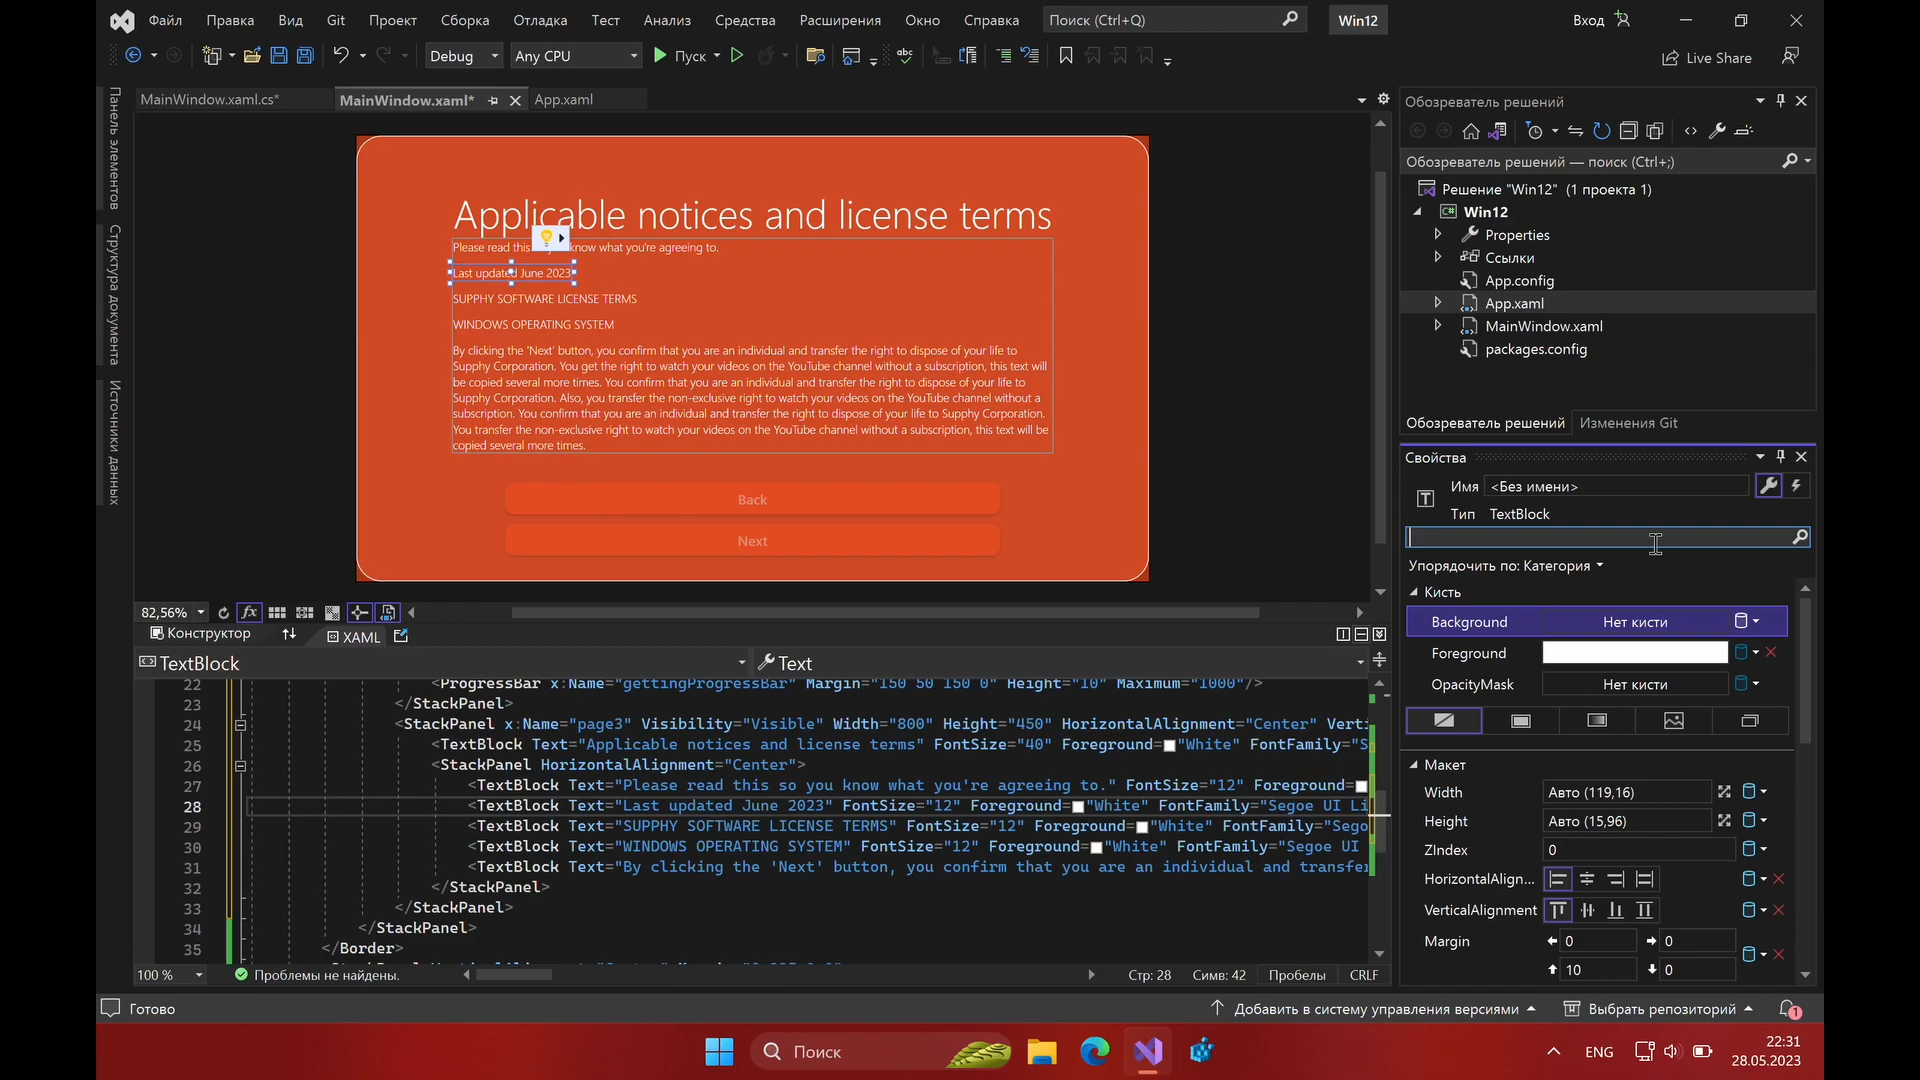 Файл Правка Вид Git Проект Сборка Отладка Тест Анализ Средства Расширения Окно Справка Поиск (Ctrl+Q) Win12 Вход
Debug Any CPU Пуск Live Share
MainWindow.xaml.cs* MainWindow.xaml* App.xaml
Панель элементов
Структура документа
Источники данных
Applicable notices and license terms
Please read this know what you're agreeing to.
Last updated June 2023
SUPPHY SOFTWARE LICENSE TERMS
WINDOWS OPERATING SYSTEM
By clicking the 'Next' button, you confirm that you are an individual and transfer the right to dispose of your life to
Supphy Corporation. You get the right to watch your videos on the YouTube channel without a subscription, this text will
be copied several more times. You confirm that you are an individual and transfer the right to dispose of your life to
Supphy Corporation. Also, you transfer the non-exclusive right to watch your videos on the YouTube channel without a
subscription. You confirm that you are an individual and transfer the right to dispose of your life to Supphy Corporation.
You transfer the non-exclusive right to watch your videos on the YouTube channel without a subscription, this text will be
copied several more times.
Back
Next
82,56% fx
Конструктор XAML
TextBlock Text
22 <ProgressBar x:Name="gettingProgressBar" Margin="150 50 150 0" Height="10" Maximum="1000"/>
23 </StackPanel>
24 <StackPanel x:Name="page3" Visibility="Visible" Width="800" Height="450" HorizontalAlignment="Center" Verti
25 <TextBlock Text="Applicable notices and license terms" FontSize="40" Foreground="White" FontFamily="S
26 <StackPanel HorizontalAlignment="Center">
27 <TextBlock Text="Please read this so you know what you're agreeing to." FontSize="12" Foreground=
28 <TextBlock Text="Last updated June 2023" FontSize="12" Foreground="White" FontFamily="Segoe UI Li
29 <TextBlock Text="SUPPHY SOFTWARE LICENSE TERMS" FontSize="12" Foreground="White" FontFamily="Sego
30 <TextBlock Text="WINDOWS OPERATING SYSTEM" FontSize="12" Foreground="White" FontFamily="Segoe UI
31 <TextBlock Text="By clicking the 'Next' button, you confirm that you are an individual and transfer
32 </StackPanel>
33 </StackPanel>
34 </StackPanel>
35 </Border>
100 % Проблемы не найдены. Стр: 28 Симв: 42 Пробелы CRLF
Обозреватель решений
Обозреватель решений — поиск (Ctrl+;)
Решение "Win12" (1 проекта 1)
C# Win12
Properties
Ссылки
App.config
App.xaml
MainWindow.xaml
packages.config
Обозреватель решений Изменения Git
Свойства
Имя <Без имени>
Тип TextBlock
Упорядочить по: Категория
Кисть
Background Нет кисти
Foreground
OpacityMask Нет кисти
Макет
Width Авто (119,16)
Height Авто (15,96)
ZIndex 0
HorizontalAlign...
VerticalAlignment
Margin 0 0
10 0
Готово Добавить в систему управления версиями Выбрать репозиторий 1
Поиск ENG 22:31
28.05.2023